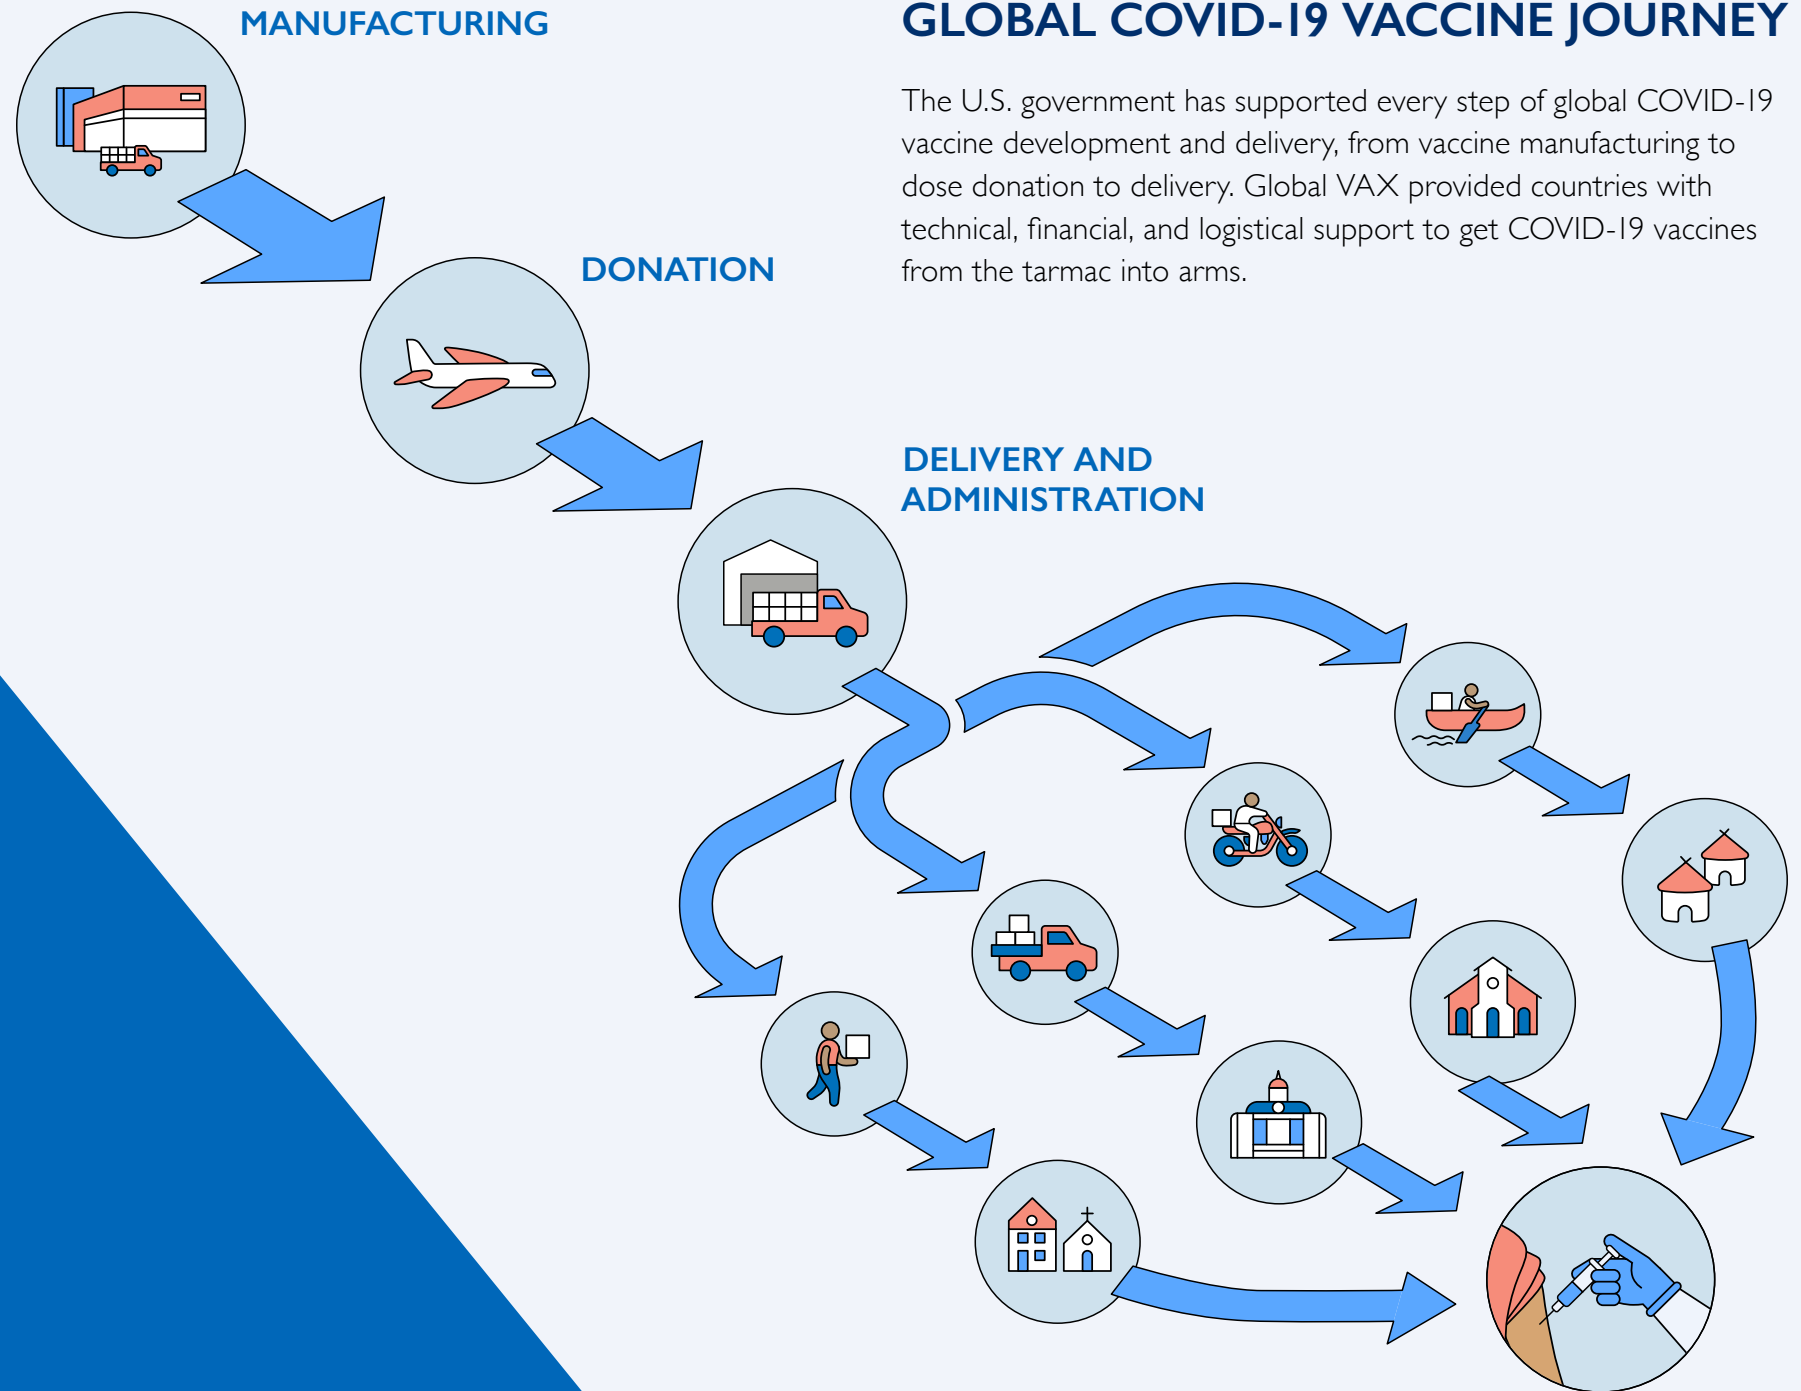 MANUFACTURING
GLOBAL COVID-19 VACCINE JOURNEY
The U.S. government has supported every step of global COVID-19
vaccine development and delivery, from vaccine manufacturing to
dose donation to delivery. Global VAX provided countries with
technical, financial, and logistical support to get COVID-19 vaccines
from the tarmac into arms.
DONATION
DELIVERY AND
ADMINISTRATION